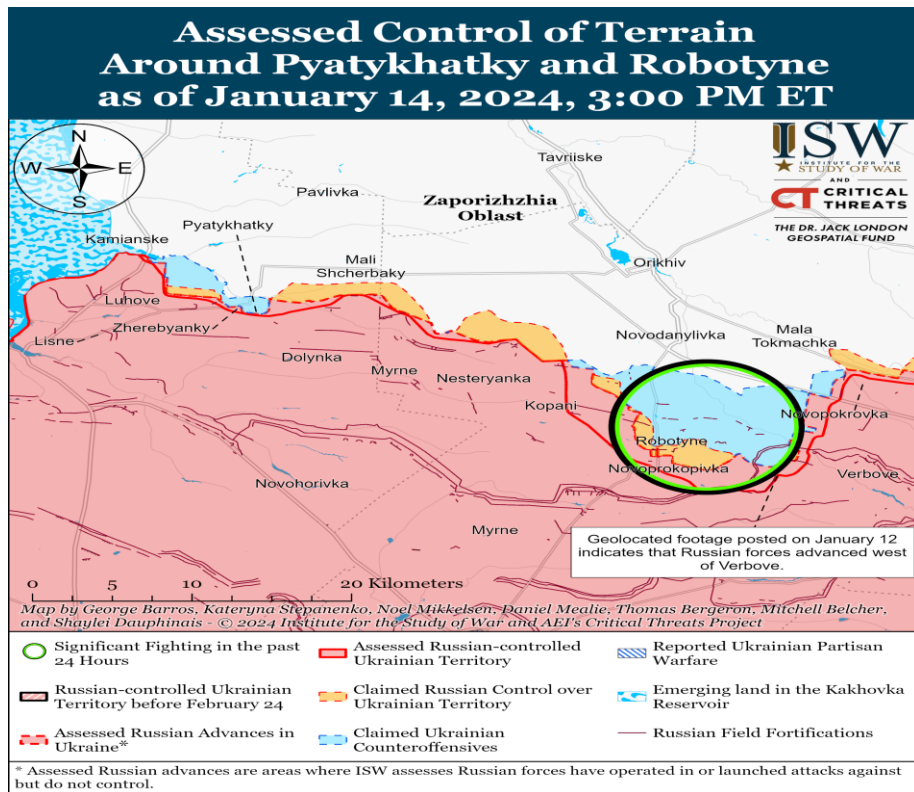 Assessed Control of Terrain
Around Pyatykhatky and Robotyne
as of January 14, 2024, 3:00 PM ET
N
W E
S
ISW
INSTITUTE FOR THE
STUDY OF WAR
AND
CT CRITICAL
THREATS
THE DR. JACK LONDON
GEOSPATIAL FUND
Tavriiske
Pavlivka
Zaporizhzhia
Oblast
Pyatykhatky
Kamianske
Mali
Shcherbaky
Orikhiv
Luhove
Zherebyanky
Lisne
Novodanylivka
Mala
Tokmachka
Dolynka
Myrne
Nesteryanka
Kopani
Novopokrovka
Robotyne
Novoprokopivka
Verbove
Novohorivka
Myrne
Geolocated footage posted on January 12
indicates that Russian forces advanced west
of Verbove.
0 5 10 20 Kilometers
Map by George Barros, Kateryna Stepanenko, Noel Mikkelsen, Daniel Mealie, Thomas Bergeron, Mitchell Belcher,
and Shaylei Dauphinais - © 2024 Institute for the Study of War and AEI's Critical Threats Project
Significant Fighting in the past
24 Hours
Russian-controlled Ukrainian
Territory before February 24
Assessed Russian Advances in
Ukraine*
Assessed Russian-controlled
Ukrainian Territory
Claimed Russian Control over
Ukrainian Territory
Claimed Ukrainian
Counteroffensives
Reported Ukrainian Partisan
Warfare
Emerging land in the Kakhovka
Reservoir
Russian Field Fortifications
* Assessed Russian advances are areas where ISW assesses Russian forces have operated in or launched attacks against
but do not control.